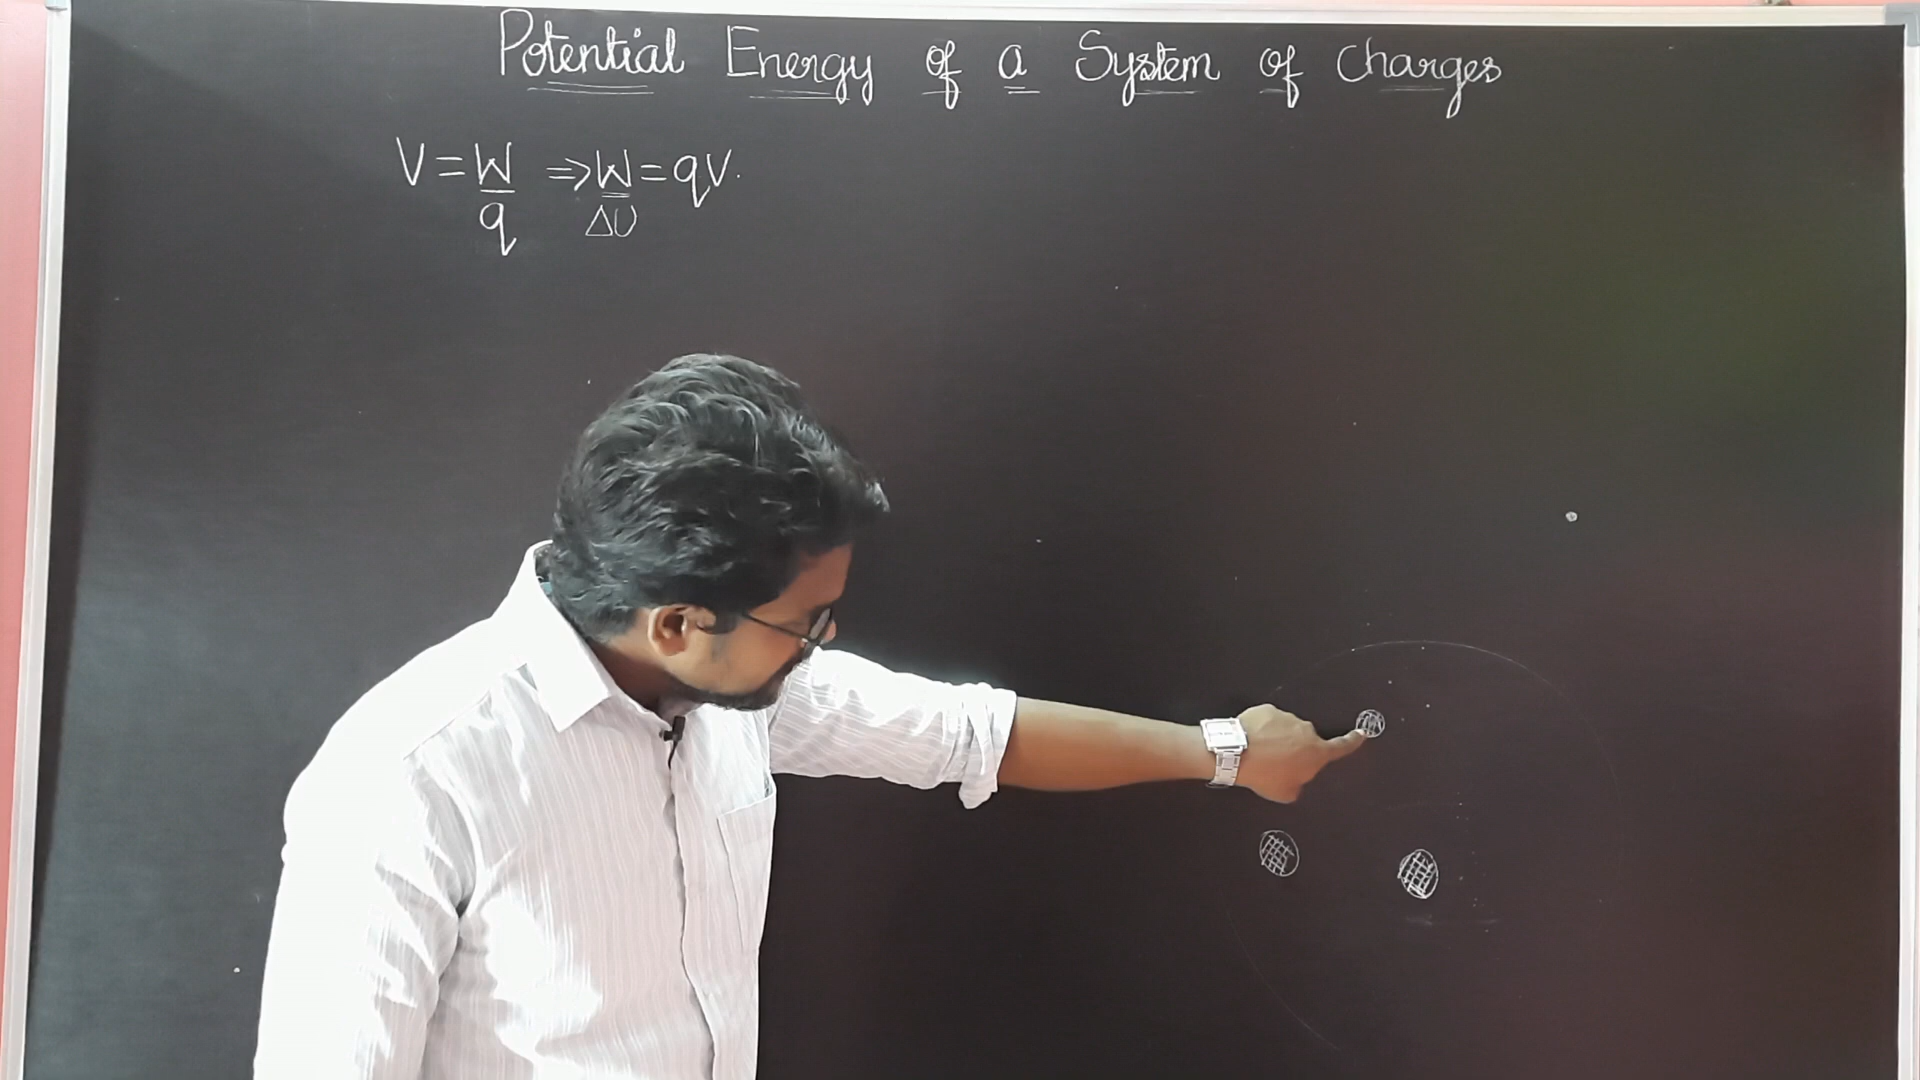 Potential Energy of a System of Charges
V = W/q ⇒ W = qV.
ΔU